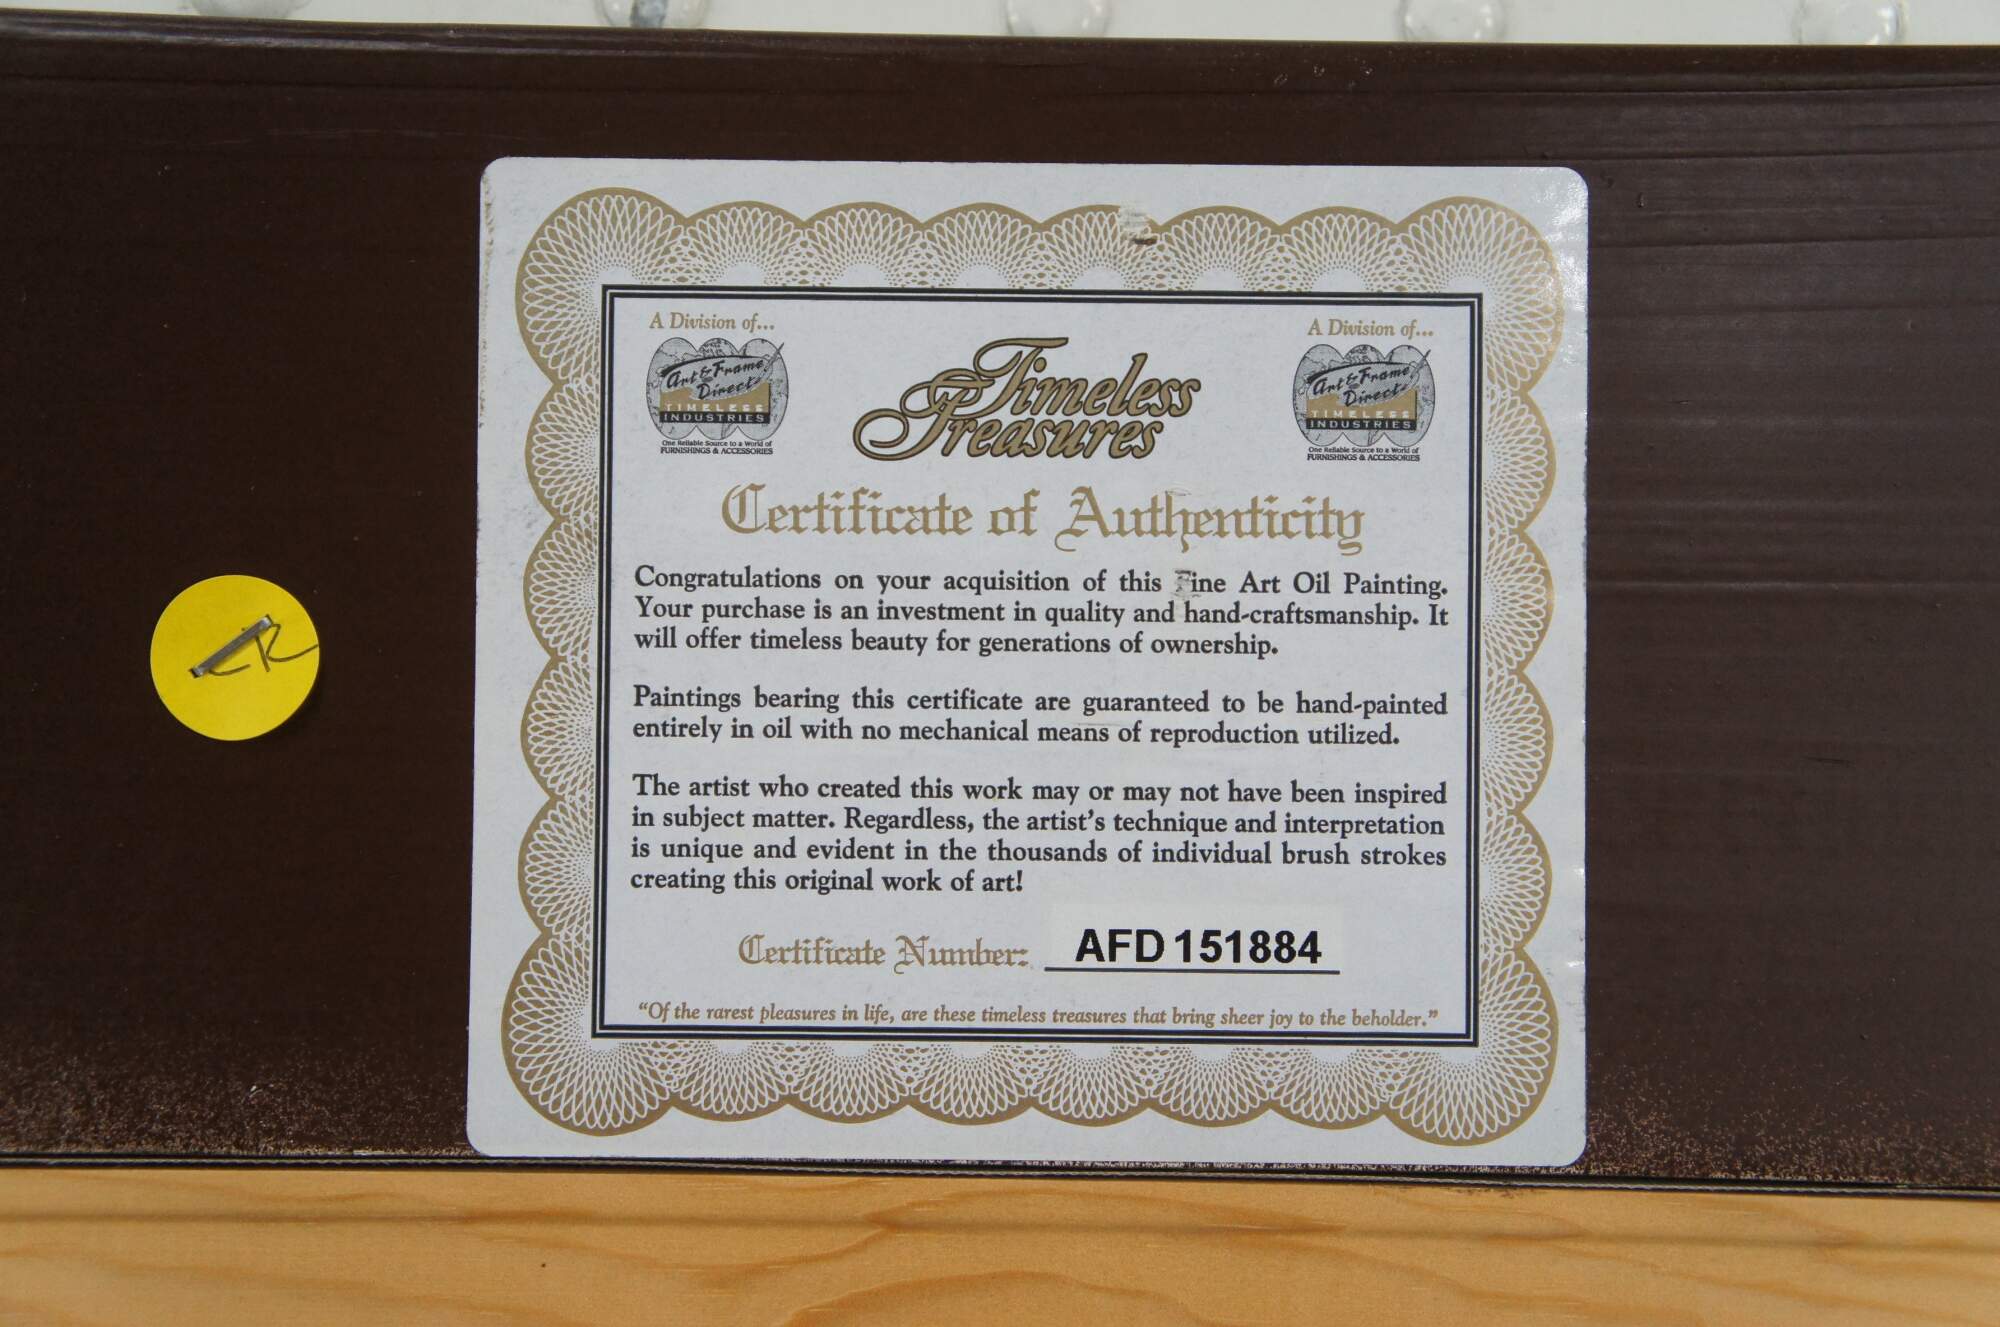 A Division of...
Art & Frame
Direct
TIMELESS
INDUSTRIES
One Reliable Source to a World of
FURNISHINGS & ACCESSORIES
Timeless
Treasures
A Division of...
Art & Frame
Direct
TIMELESS
INDUSTRIES
One Reliable Source to a World of
FURNISHINGS & ACCESSORIES
Certificate of Authenticity
Congratulations on your acquisition of this Fine Art Oil Painting.
Your purchase is an investment in quality and hand-craftsmanship. It
will offer timeless beauty for generations of ownership.
Paintings bearing this certificate are guaranteed to be hand-painted
entirely in oil with no mechanical means of reproduction utilized.
The artist who created this work may or may not have been inspired
in subject matter. Regardless, the artist's technique and interpretation
is unique and evident in the thousands of individual brush strokes
creating this original work of art!
Certificate Number: AFD 151884
"Of the rarest pleasures in life, are these timeless treasures that bring sheer joy to the beholder."